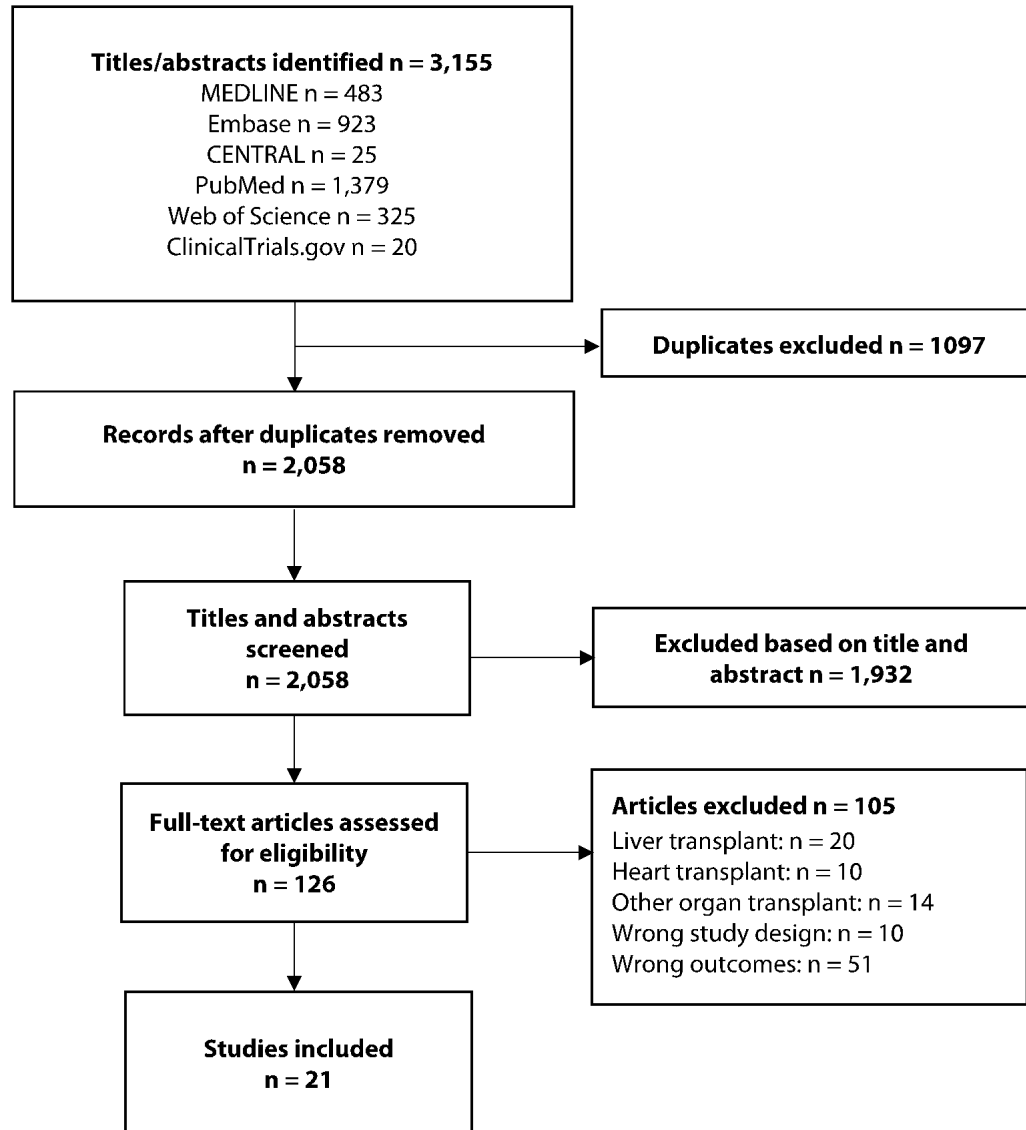 Titles/abstracts identified n = 3,155
MEDLINE n = 483
Embase n = 923
CENTRAL n = 25
PubMed n = 1,379
Web of Science n = 325
ClinicalTrials.gov n = 20
Duplicates excluded n = 1097
Records after duplicates removed
n = 2,058
Titles and abstracts
screened
n = 2,058
Excluded based on title and
abstract n = 1,932
Full-text articles assessed
for eligibility
n = 126
Articles excluded n = 105
Liver transplant: n = 20
Heart transplant: n = 10
Other organ transplant: n = 14
Wrong study design: n = 10
Wrong outcomes: n = 51
Studies included
n = 21